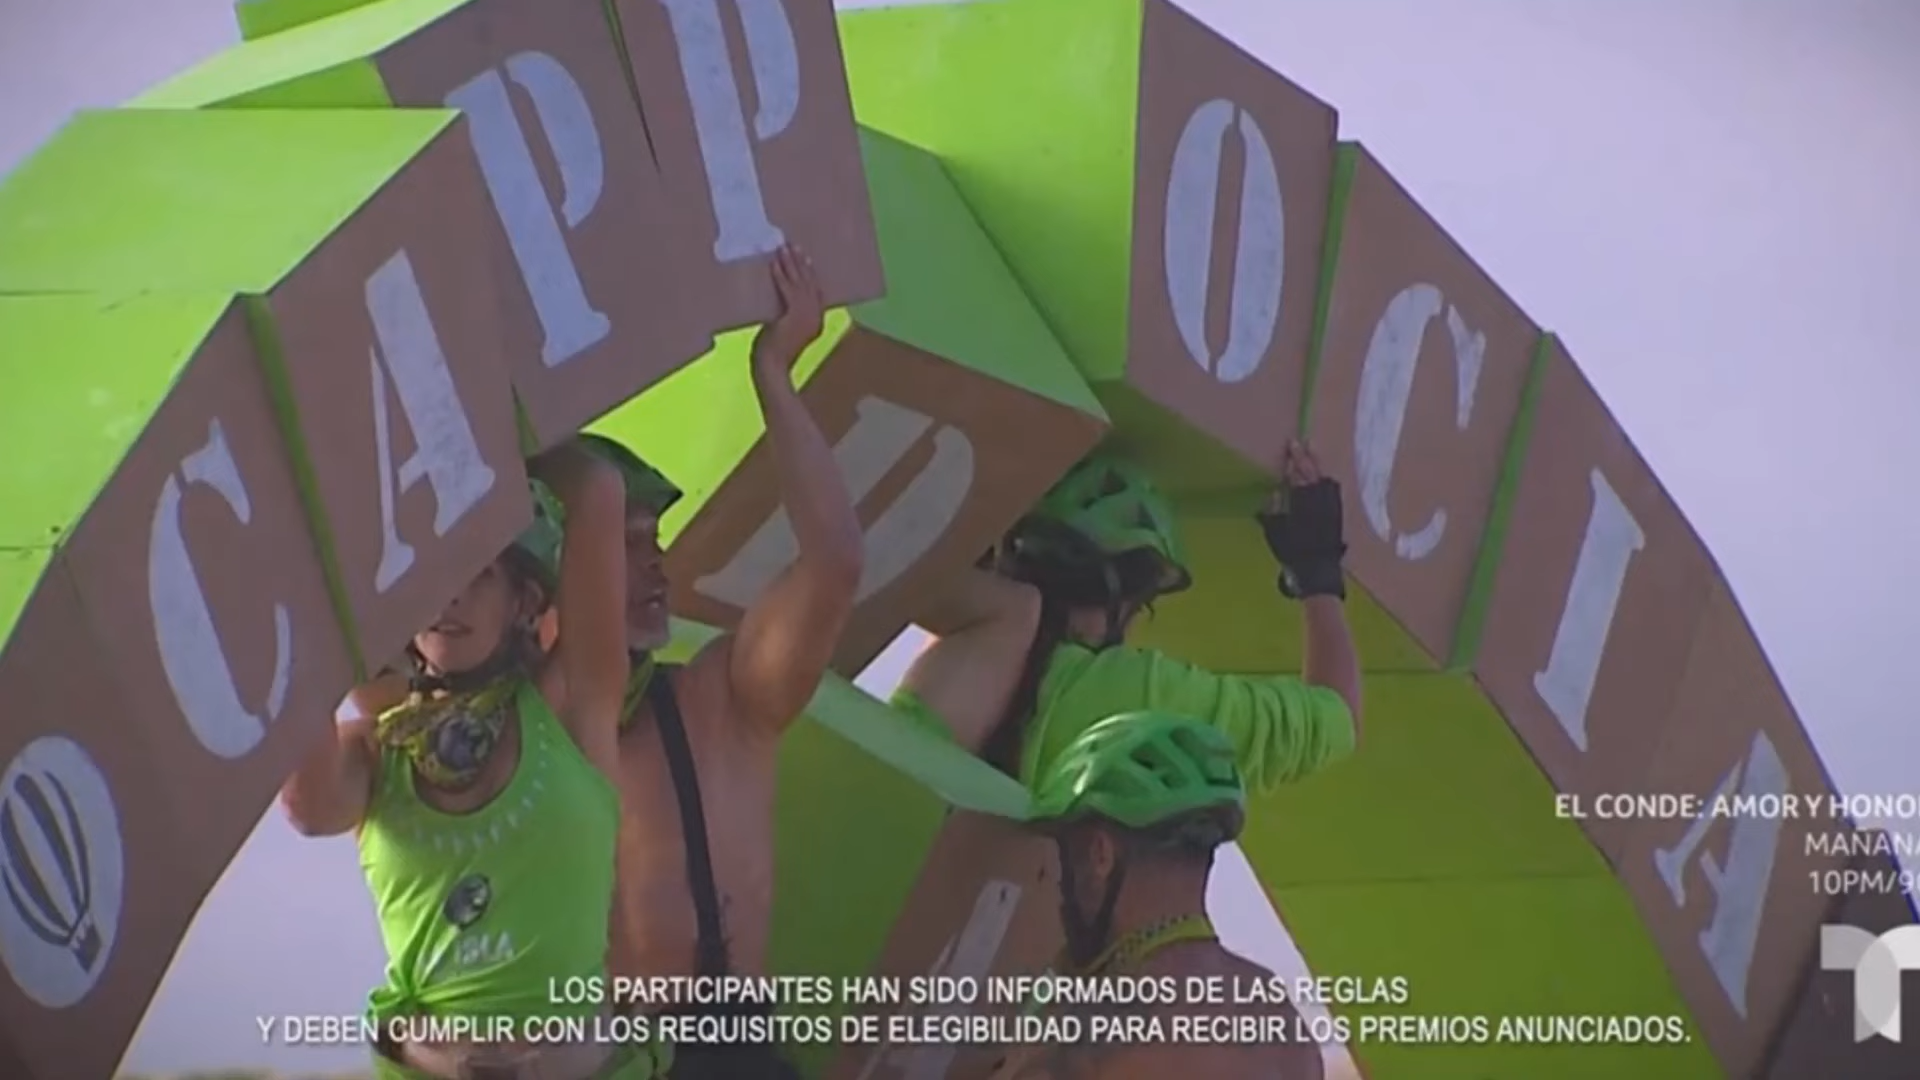 CAPP
D
OCIA
EL CONDE: AMOR Y HONO
MAÑANA
10PM/9
LOS PARTICIPANTES HAN SIDO INFORMADOS DE LAS REGLAS
Y DEBEN CUMPLIR CON LOS REQUISITOS DE ELEGIBILIDAD PARA RECIBIR LOS PREMIOS ANUNCIADOS.